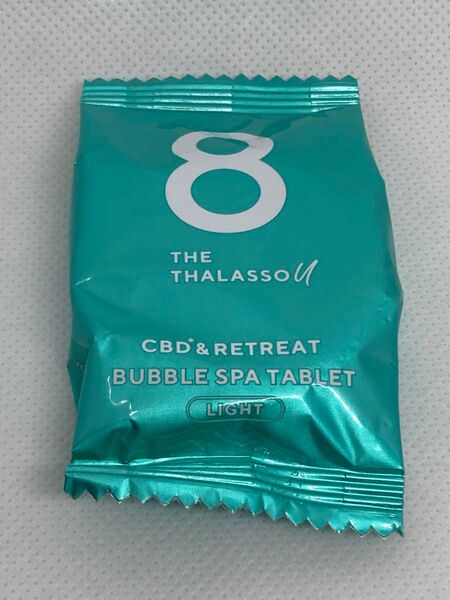 8
THE
THALASSO u
CBD* & RETREAT
BUBBLE SPA TABLET
LIGHT